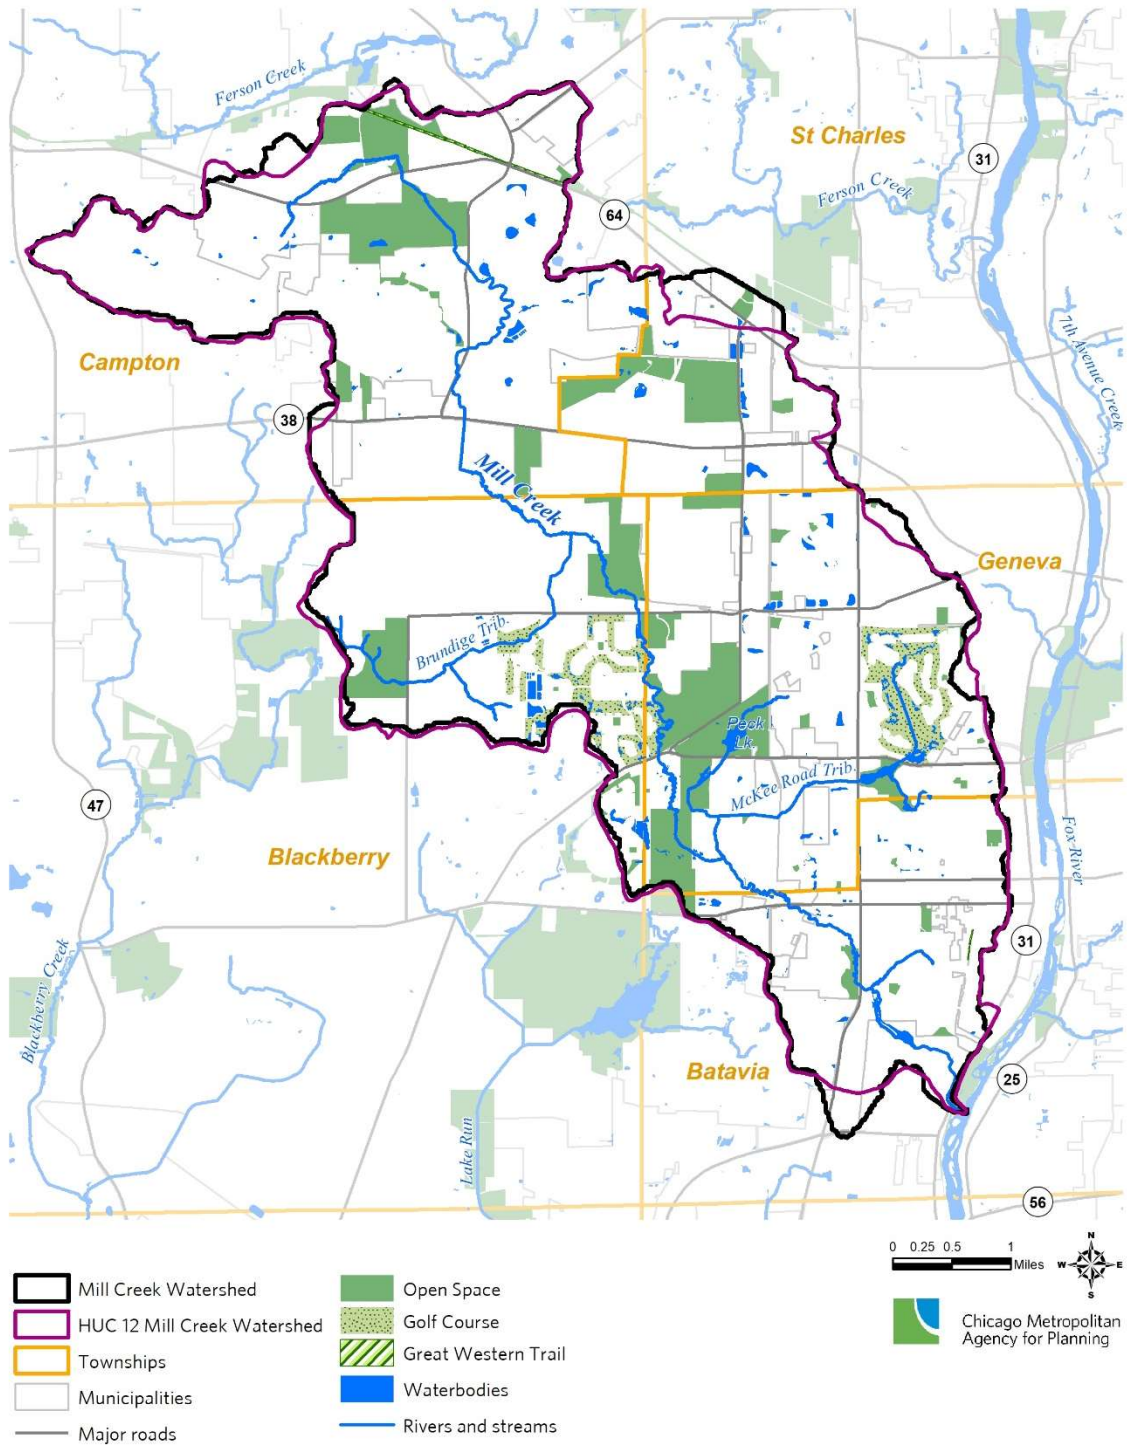 Ferson Creek
St Charles
31
Ferson Creek
64
7th Avenue Creek
Campton
38
Mill Creek
Geneva
Brundige Trib.
Peck
Lk.
McKee Road Trib.
47
Blackberry
Fox River
31
Blackberry Creek
Batavia
25
Lake Run
56
0 0.25 0.5 1
Miles
N
W E
S
Mill Creek Watershed
HUC 12 Mill Creek Watershed
Townships
Municipalities
Major roads
Open Space
Golf Course
Great Western Trail
Waterbodies
Rivers and streams
Chicago Metropolitan
Agency for Planning